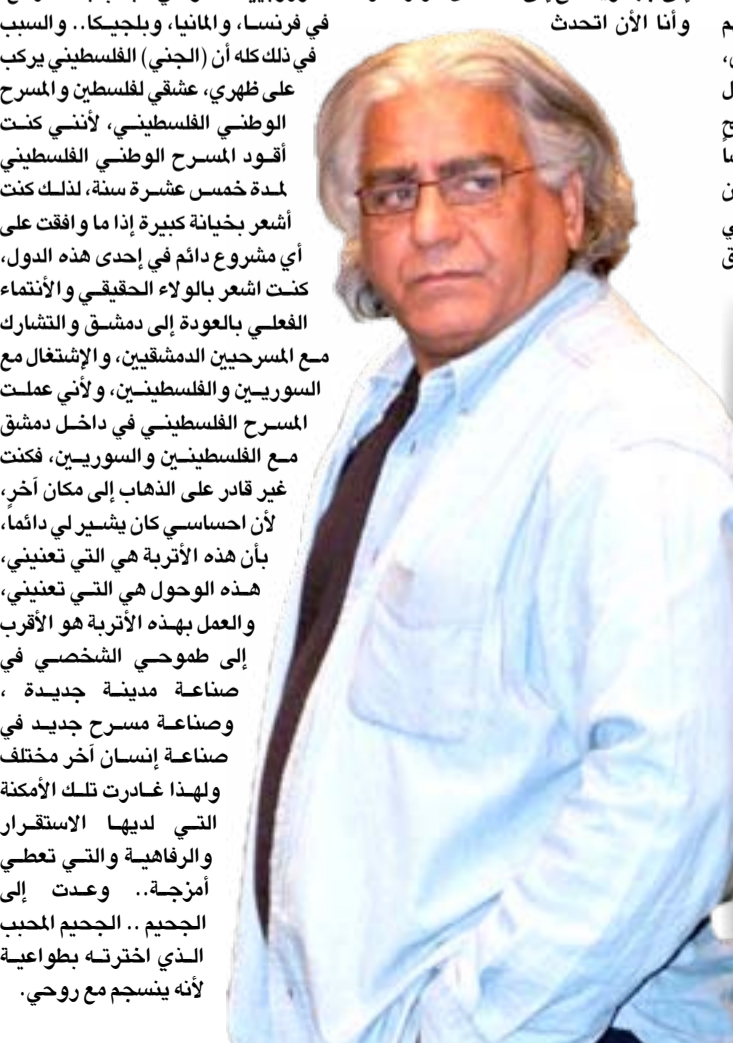 وأنا الأن اتحدث
في فرنسا، والمانيا، وبلجيكا.. والسبب
في ذلك كله أن (الجني) الفلسطيني يركب
على ظهري، عشقي لفلسطين والمسرح
الوطني الفلسطيني، لأنني كنت
أقود المسرح الوطني الفلسطيني
لمدة خمس عشرة سنة، لذلك كنت
أشعر بخيانة كبيرة إذا ما وافقت على
أي مشروع دائم في إحدى هذه الدول،
كنت اشعر بالولاء الحقيقي والأنتماء
الفعلي بالعودة إلى دمشق والتشارك
مع المسرحيين الدمشقيين، والإشتغال مع
السوريين والفلسطينين، ولأني عملت
المسرح الفلسطيني في داخل دمشق
مع الفلسطينين والسوريين، فكنت
غير قادر على الذهاب إلى مكان آخرٍ،
لأن احساسي كان يشير لي دائماً،
بأن هذه الأتربة هي التي تعنيني،
هذه الوحول هي التي تعنيني،
والعمل بهذه الأتربة هو الأقرب
إلى طموحي الشخصي في
صناعة مدينة جديدة ،
وصناعة مسرح جديد في
صناعة إنسان آخر مختلف
ولهذا غادرت تلك الأمكنة
التي لديها الاستقرار
والرفاهية والتي تعطي
أمزجة.. وعدت إلى
الجحيم .. الجحيم المحبب
الذي اخترته بطواعية
لأنه ينسجم مع روحي.